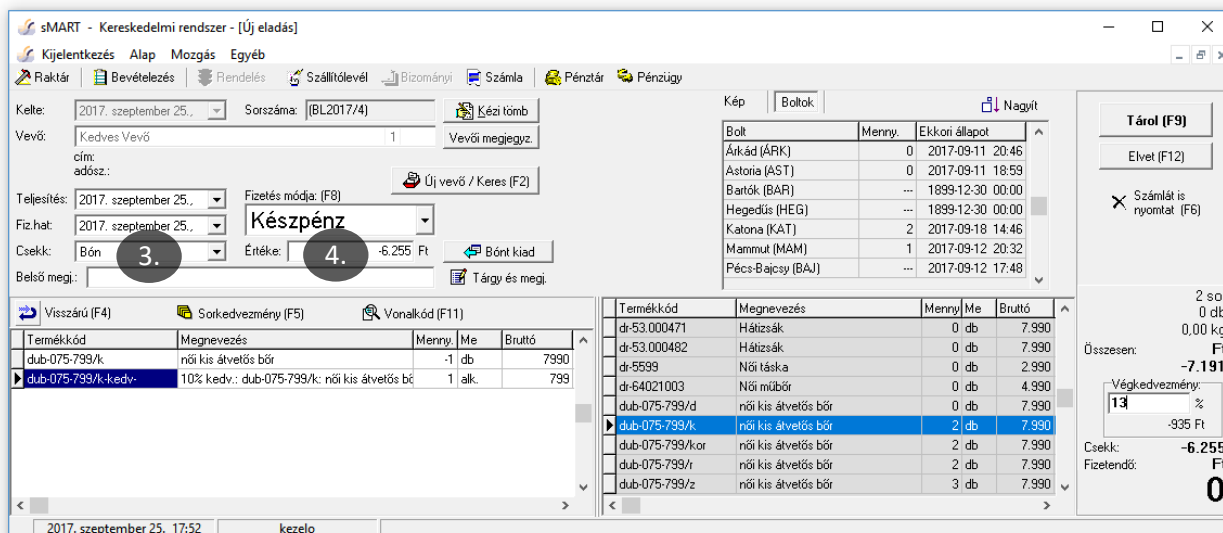 sMART - Kereskedelmi rendszer - [Új eladás]
Kijelentkezés Alap Mozgás Egyéb
Raktár Bevételezés Rendelés Szállítólevél Bizományi Számla Pénztár Pénzügy
Kelte: 2017. szeptember 25., Sorszáma: (BL2017/4) Kézi tömb
Vevő: Kedves Vevő 1 Vevői megjegyz.
cím:
adósz.:
Új vevő / Keres (F2)
Teljesítés: 2017. szeptember 25., Fizetés módja: (F8)
Fiz.hat: 2017. szeptember 25., Készpénz
Csekk: Bón 3. Értéke: 4. -6.255 Ft Bónt kiad
Belső megj.: Tárgy és megj.
Kép Boltok Nagyít
Bolt Menny. Ekkori állapot
Árkád (ÁRK) 0 2017-09-11 20:46
Astoria (AST) 0 2017-09-11 18:59
Bartók (BAR) --- 1899-12-30 00:00
Hegedűs (HEG) --- 1899-12-30 00:00
Katona (KAT) 2 2017-09-18 14:46
Mammut (MAM) 1 2017-09-12 20:32
Pécs-Bajcsy (BAJ) --- 2017-09-12 17:48
Tárol (F9)
Elvet (F12)
Számlát is
nyomtat (F6)
Visszárú (F4) Sorkedvezmény (F5) Vonalkód (F11)
Termékkód Megnevezés Menny. Me Bruttó
dub-075-799/k női kis átvetős bőr -1 db 7990
dub-075-799/k-kedv- 10% kedv.: dub-075-799/k: női kis átvetős bő 1 alk. 799
Termékkód Megnevezés Menny Me Bruttó
dr-53.000471 Hátizsák 0 db 7.990
dr-53.000482 Hátizsák 0 db 7.990
dr-5599 Női táska 0 db 2.990
dr-64021003 Női műbőr 0 db 4.990
dub-075-799/d női kis átvetős bőr 0 db 7.990
dub-075-799/k női kis átvetős bőr 2 db 7.990
dub-075-799/kor női kis átvetős bőr 2 db 7.990
dub-075-799/r női kis átvetős bőr 2 db 7.990
dub-075-799/z női kis átvetős bőr 3 db 7.990
2 so
0 db
0,00 kg
Összesen: Ft
-7.191
Végkedvezmény:
13 %
-935 Ft
Csekk: -6.255
Fizetendő: Ft
0
2017. szeptember 25. 17:52 kezelo